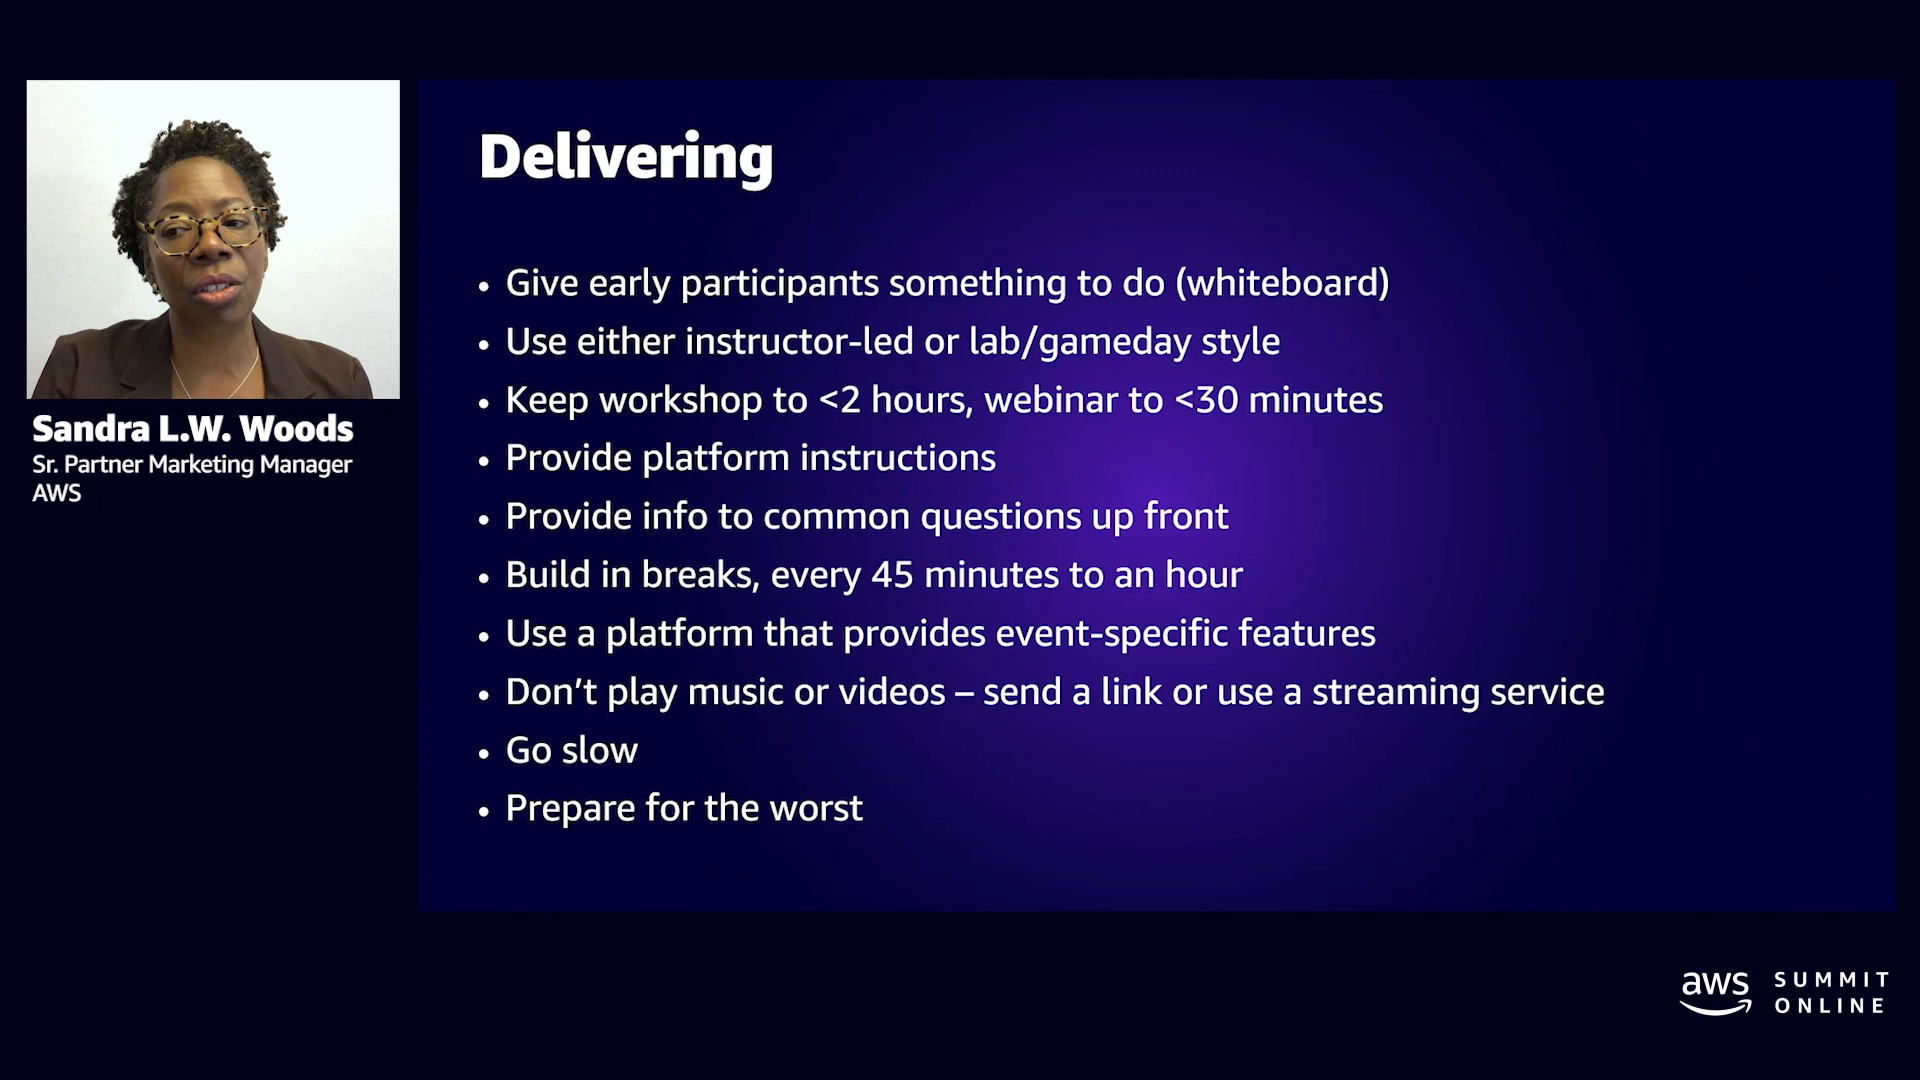 Sandra L.W. Woods
Sr. Partner Marketing Manager
AWS
Delivering
• Give early participants something to do (whiteboard)
• Use either instructor-led or lab/gameday style
• Keep workshop to <2 hours, webinar to <30 minutes
• Provide platform instructions
• Provide info to common questions up front
• Build in breaks, every 45 minutes to an hour
• Use a platform that provides event-specific features
• Don’t play music or videos – send a link or use a streaming service
• Go slow
• Prepare for the worst
aws
SUMMIT
ONLINE